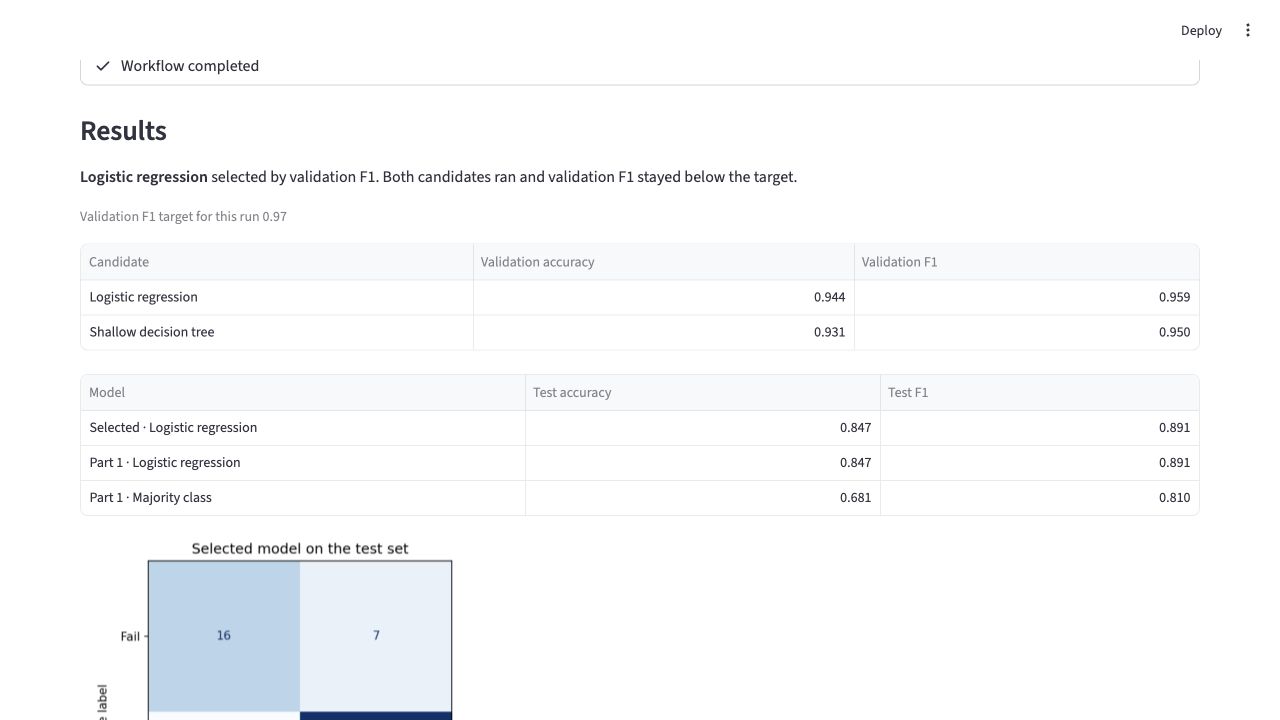 Deploy
Workflow completed
Results
Logistic regression selected by validation F1. Both candidates ran and validation F1 stayed below the target.
Validation F1 target for this run 0.97
Candidate Validation accuracy Validation F1
Logistic regression 0.944 0.959
Shallow decision tree 0.931 0.950
Model Test accuracy Test F1
Selected · Logistic regression 0.847 0.891
Part 1 · Logistic regression 0.847 0.891
Part 1 · Majority class 0.681 0.810
Selected model on the test set
Fail 16 7
label